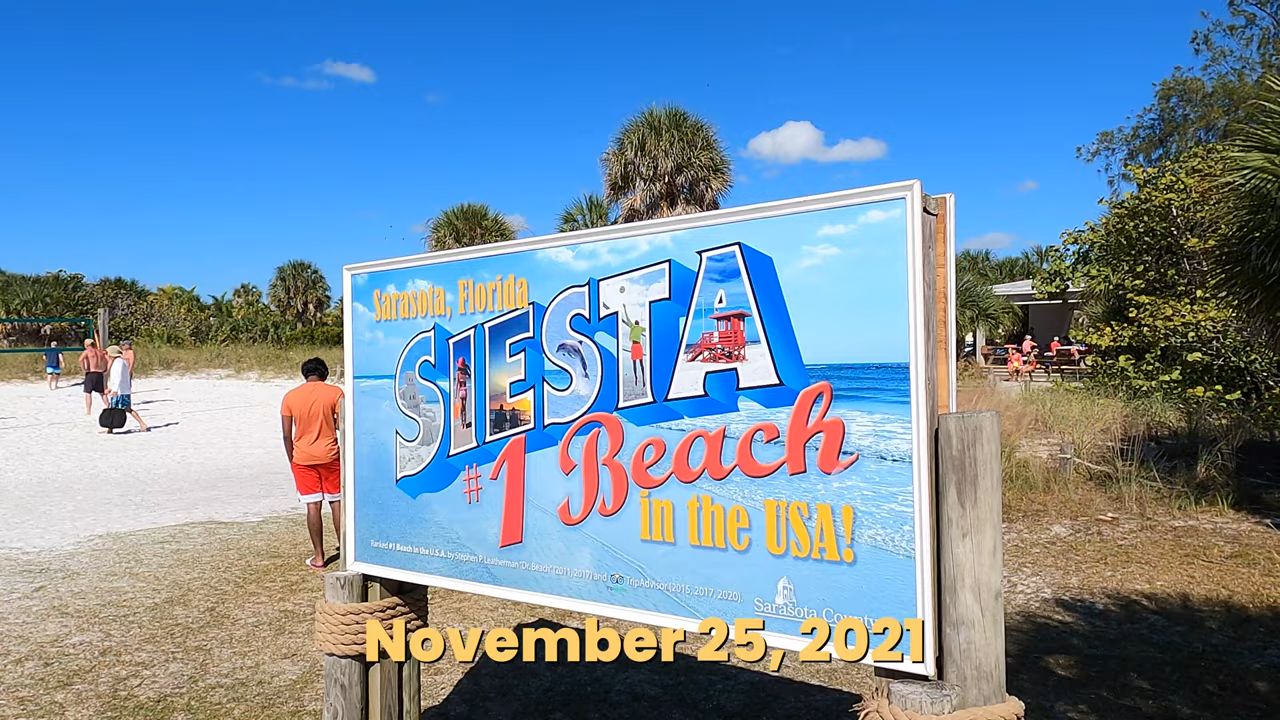 Sarasota, Florida
SIESTA
#1 Beach
in the USA!
Ranked #1 Beach in the U.S.A. by Stephen P. Leatherman "Dr. Beach" (2011, 2017) and TripAdvisor (2015, 2017, 2020).
Sarasota County
November 25, 2021